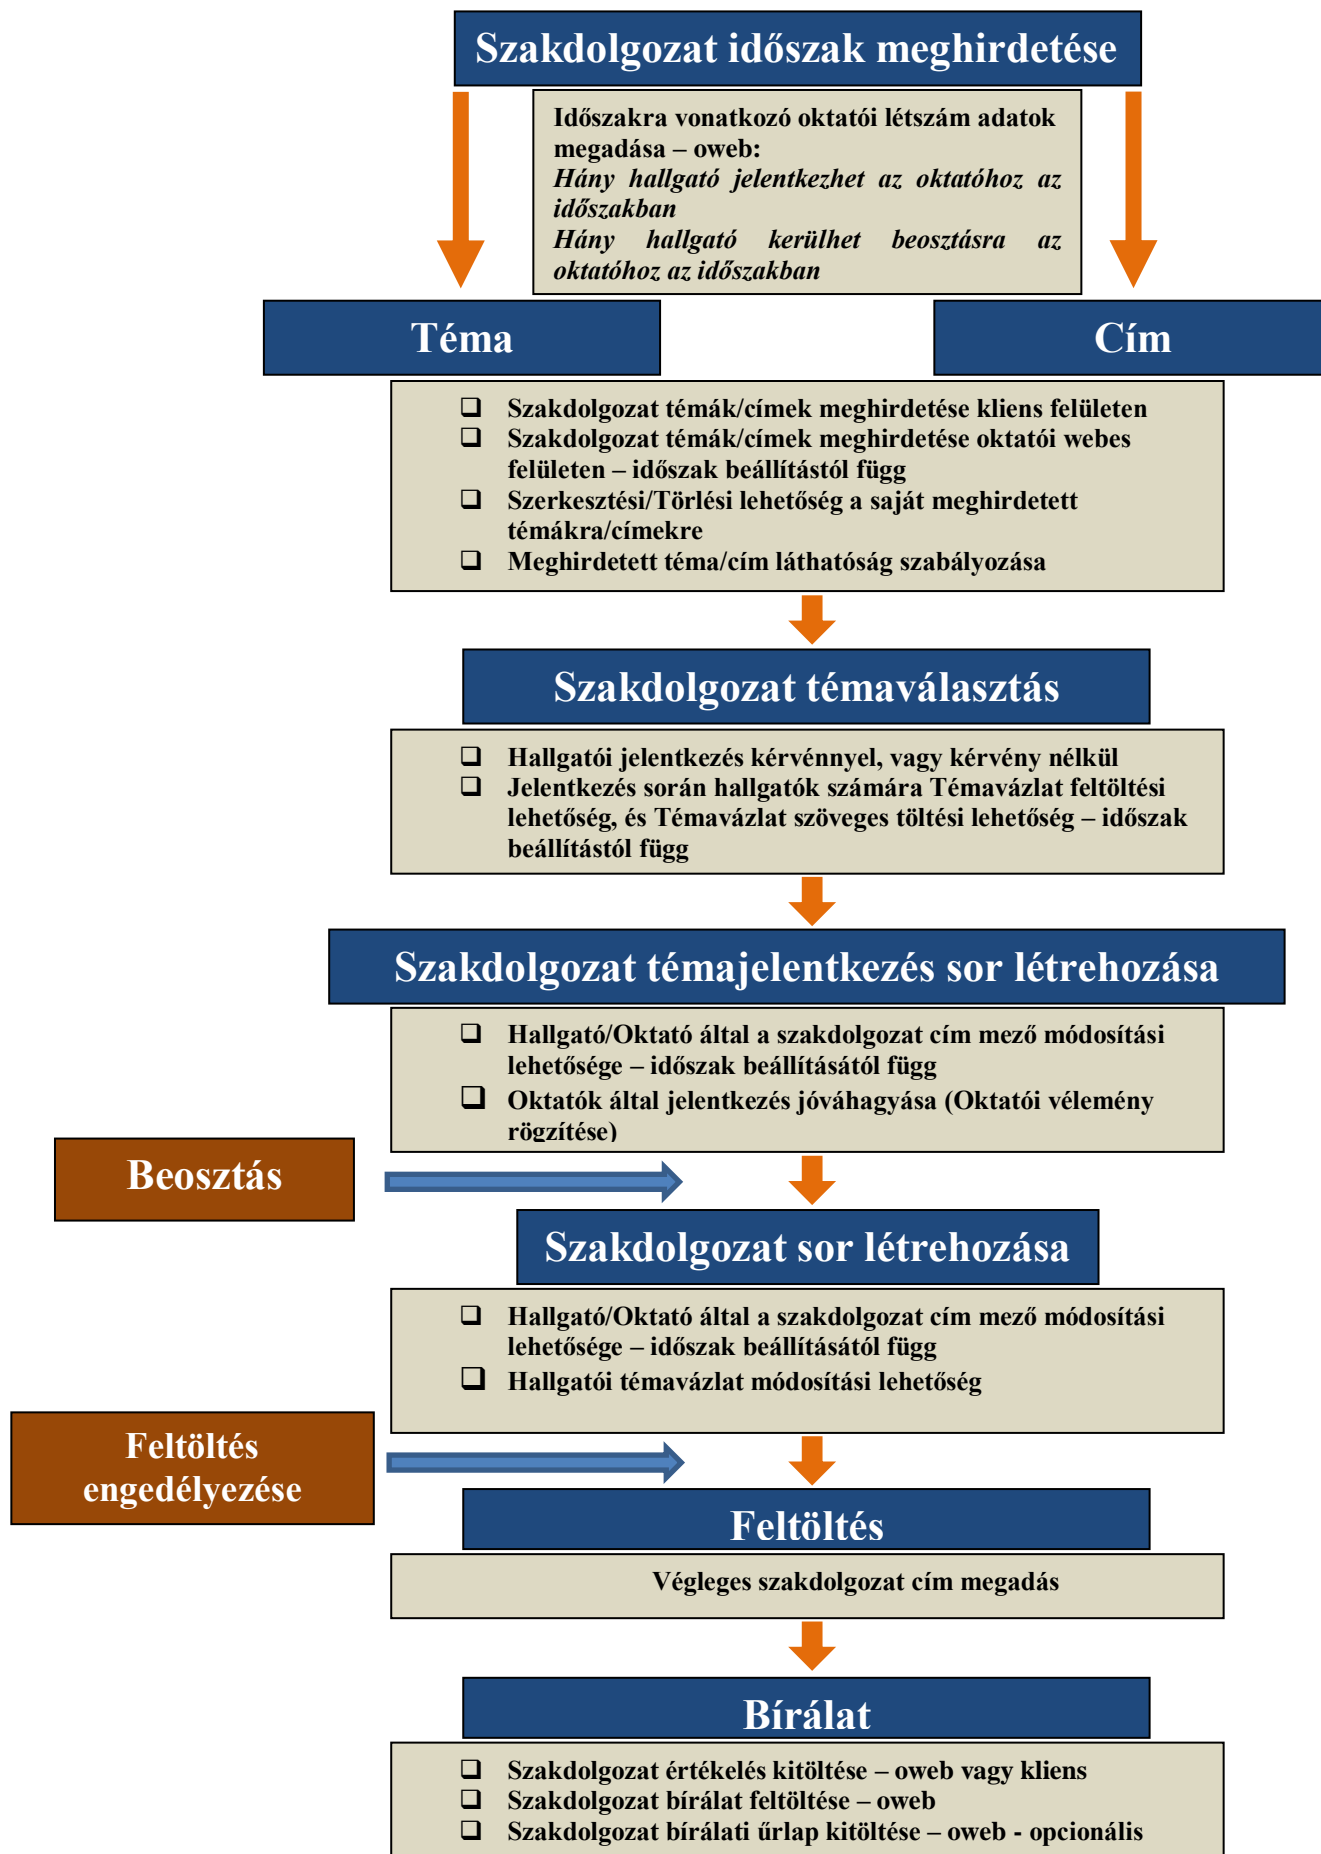 Szakdolgozat időszak meghirdetése
Időszakra vonatkozó oktatói létszám adatok
megadása – oweb:
Hány hallgató jelentkezhet az oktatóhoz az
időszakban
Hány hallgató kerülhet beosztásra az
oktatóhoz az időszakban
Téma
Cím
❑ Szakdolgozat témák/címek meghirdetése kliens felületen
❑ Szakdolgozat témák/címek meghirdetése oktatói webes
felületen – időszak beállítástól függ
❑ Szerkesztési/Törlési lehetőség a saját meghirdetett
témákra/címekre
❑ Meghirdetett téma/cím láthatóság szabályozása
Szakdolgozat témaválasztás
❑ Hallgatói jelentkezés kérvénnyel, vagy kérvény nélkül
❑ Jelentkezés során hallgatók számára Témavázlat feltöltési
lehetőség, és Témavázlat szöveges töltési lehetőség – időszak
beállítástól függ
Szakdolgozat témajelentkezés sor létrehozása
❑ Hallgató/Oktató által a szakdolgozat cím mező módosítási
lehetősége – időszak beállításától függ
❑ Oktatók által jelentkezés jóváhagyása (Oktatói vélemény
rögzítése)
Beosztás
Szakdolgozat sor létrehozása
❑ Hallgató/Oktató által a szakdolgozat cím mező módosítási
lehetősége – időszak beállításától függ
❑ Hallgatói témavázlat módosítási lehetőség
Feltöltés
engedélyezése
Feltöltés
Végleges szakdolgozat cím megadás
Bírálat
❑ Szakdolgozat értékelés kitöltése – oweb vagy kliens
❑ Szakdolgozat bírálat feltöltése – oweb
❑ Szakdolgozat bírálati űrlap kitöltése – oweb - opcionális